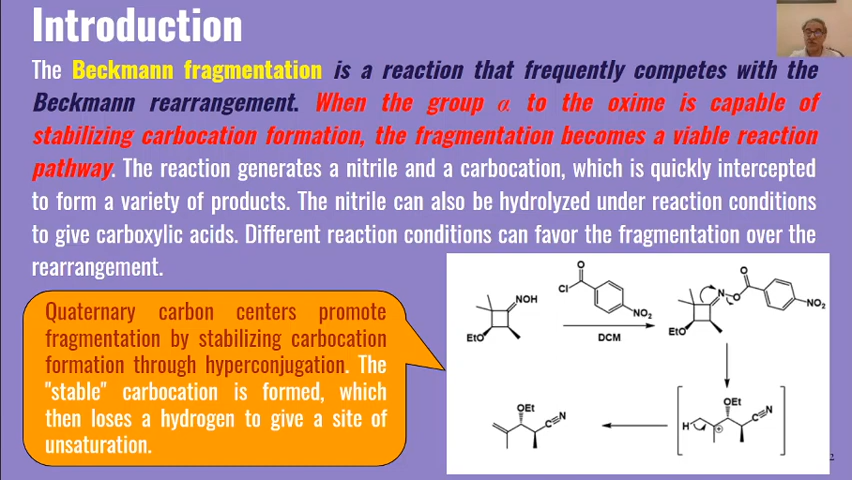 Introduction
The Beckmann fragmentation is a reaction that frequently competes with the
Beckmann rearrangement. When the group α to the oxime is capable of
stabilizing carbocation formation, the fragmentation becomes a viable reaction
pathway. The reaction generates a nitrile and a carbocation, which is quickly intercepted
to form a variety of products. The nitrile can also be hydrolyzed under reaction conditions
to give carboxylic acids. Different reaction conditions can favor the fragmentation over the
rearrangement.
Quaternary carbon centers promote
fragmentation by stabilizing carbocation
formation through hyperconjugation. The
"stable" carbocation is formed, which
then loses a hydrogen to give a site of
unsaturation.
NOH
EtO
O
Cl
NO2
DCM
N
O
O
NO2
EtO
OEt
N
H
⊕
OEt
N
2